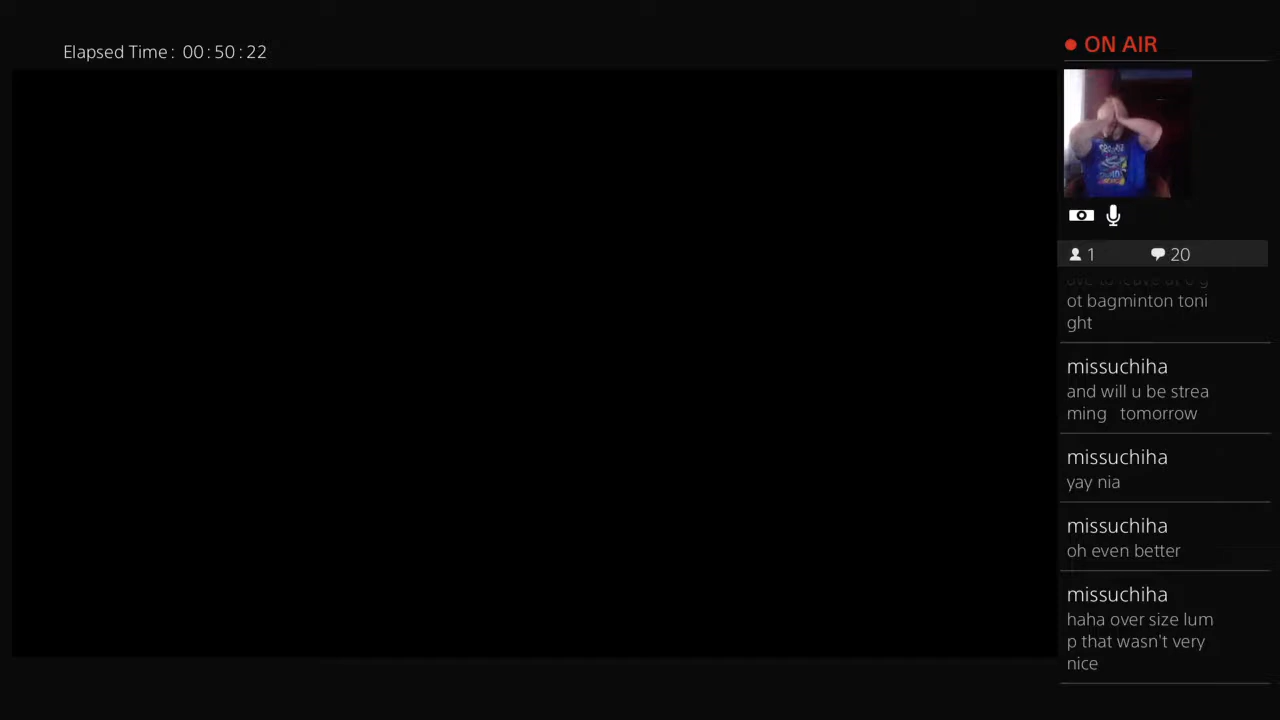 Elapsed Time: 00:50:22
ON AIR
1 20
ot bagminton toni
ght
missuchiha
and will u be strea
ming tomorrow
missuchiha
yay nia
missuchiha
oh even better
missuchiha
haha over size lum
p that wasn't very
nice